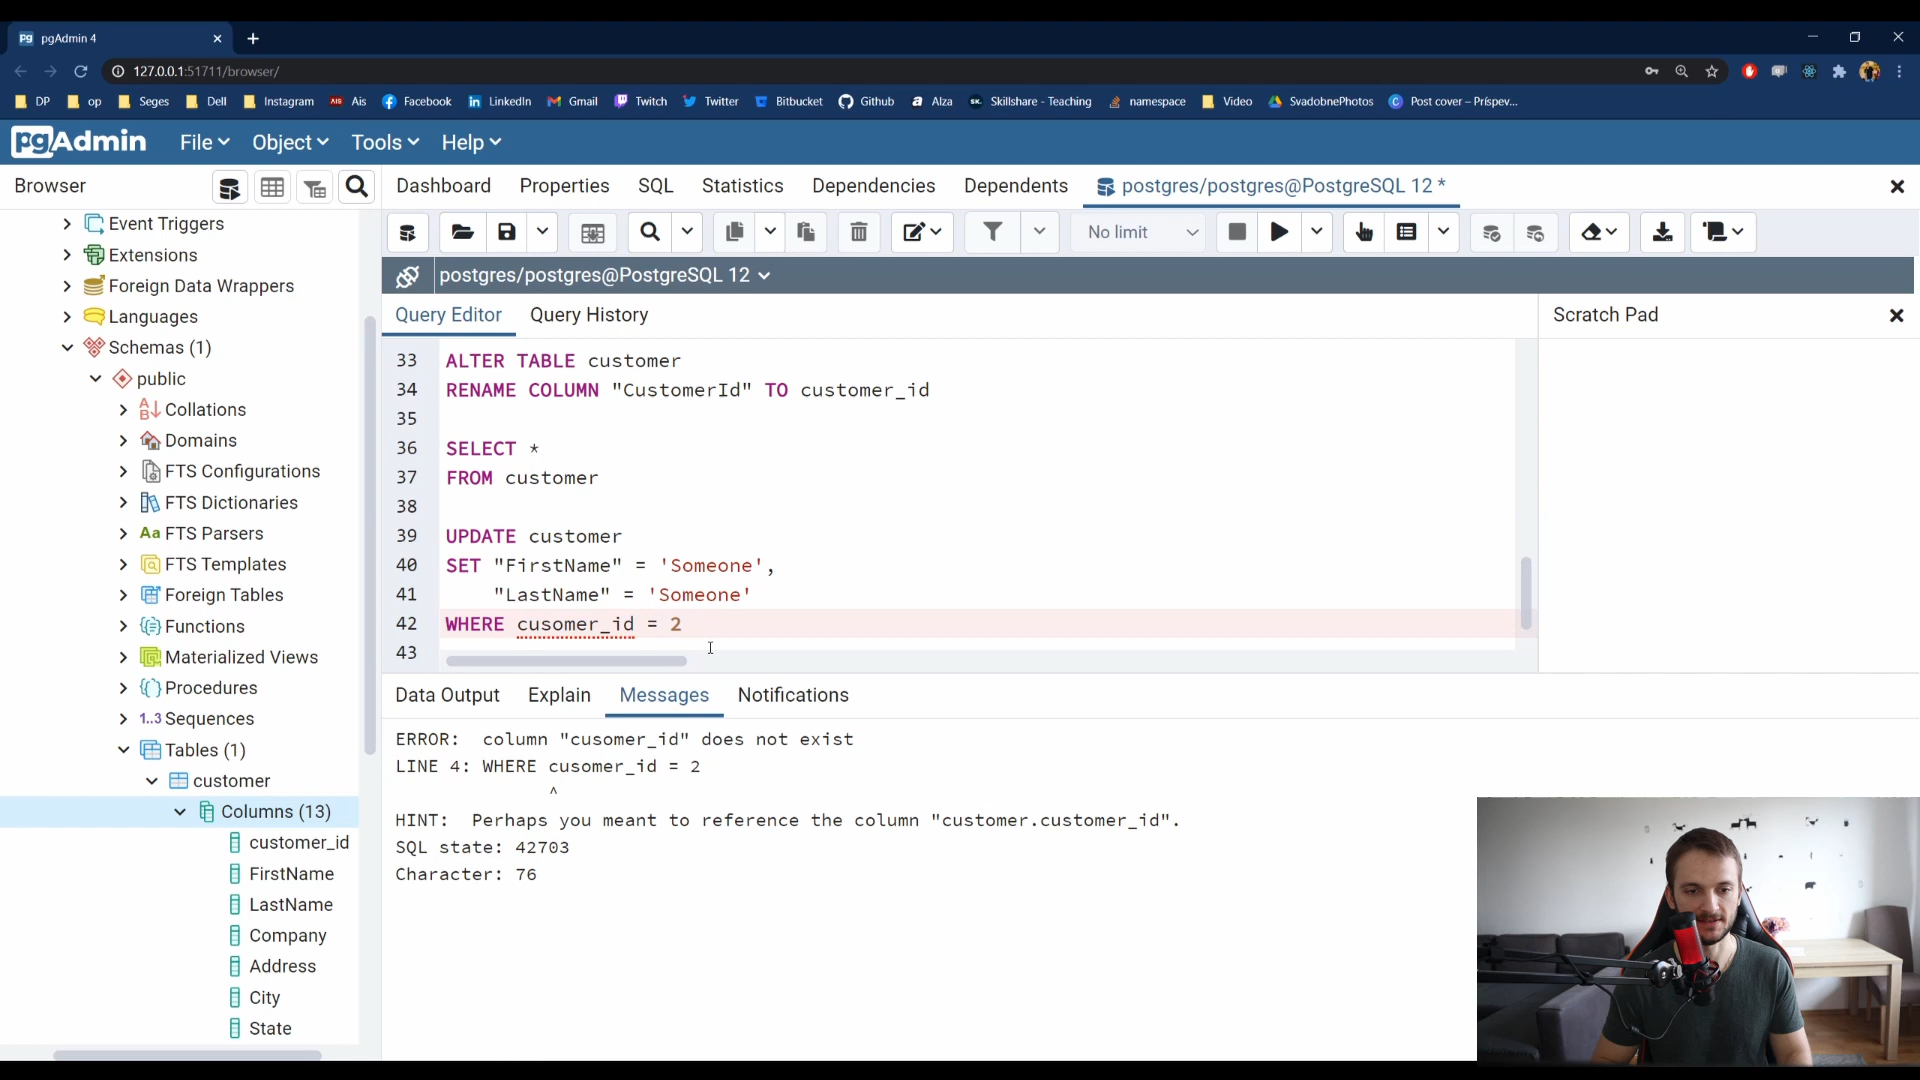 pgAdmin 4
127.0.0.1:51711/browser/
DP op Seges Dell Instagram Ais Facebook LinkedIn Gmail Twitch Twitter Bitbucket Github Alza Skillshare - Teaching namespace Video SvadobnePhotos Post cover – Príspev...
pgAdmin File Object Tools Help
Browser
Dashboard Properties SQL Statistics Dependencies Dependents postgres/postgres@PostgreSQL 12 *
No limit
postgres/postgres@PostgreSQL 12
Query Editor Query History
Scratch Pad
Event Triggers
Extensions
Foreign Data Wrappers
Languages
Schemas (1)
public
Collations
Domains
FTS Configurations
FTS Dictionaries
Aa FTS Parsers
FTS Templates
Foreign Tables
Functions
Materialized Views
Procedures
1..3 Sequences
Tables (1)
customer
Columns (13)
customer_id
FirstName
LastName
Company
Address
City
State
33 ALTER TABLE customer
34 RENAME COLUMN "CustomerId" TO customer_id
35
36 SELECT *
37 FROM customer
38
39 UPDATE customer
40 SET "FirstName" = 'Someone',
41 "LastName" = 'Someone'
42 WHERE cusomer_id = 2
43
Data Output Explain Messages Notifications
ERROR: column "cusomer_id" does not exist
LINE 4: WHERE cusomer_id = 2
^
HINT: Perhaps you meant to reference the column "customer.customer_id".
SQL state: 42703
Character: 76